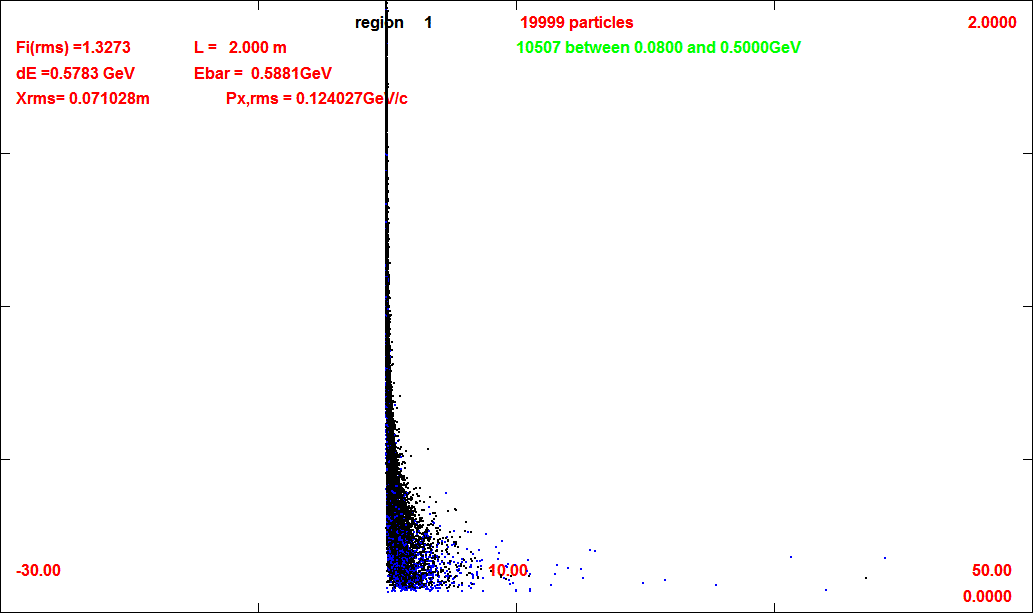 region 1 19999 particles 2.0000
Fi(rms) =1.3273 L = 2.000 m 10507 between 0.0800 and 0.5000GeV
dE =0.5783 GeV Ebar = 0.5881GeV
Xrms= 0.071028m Px,rms = 0.124027GeV/c
-30.00 10.00 50.00
0.0000